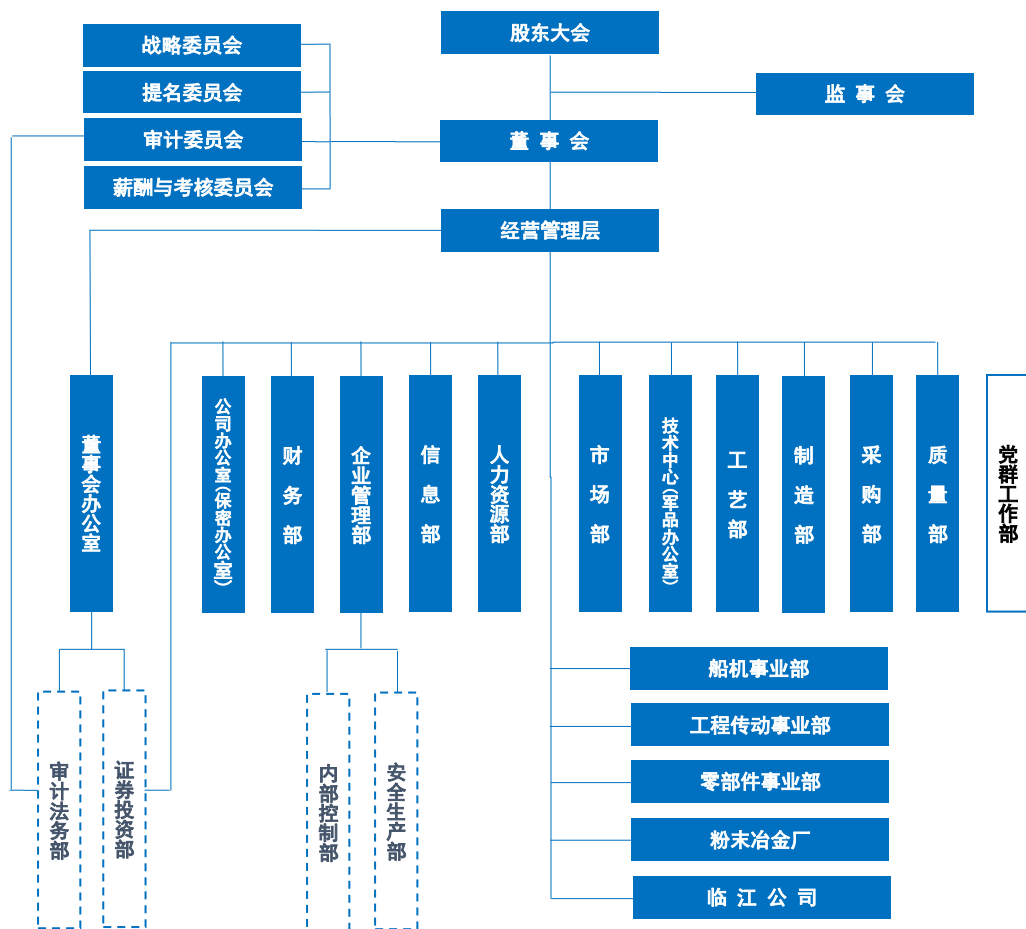 股东大会
战略委员会
提名委员会
监 事 会
审计委员会
董 事 会
薪酬与考核委员会
经营管理层
董事会办公室
公司办公室(保密办公室)
财务部
企业管理部
信息部
人力资源部
市场部
技术中心(军品办公室)
工艺部
制造部
采购部
质量部
党群工作部
船机事业部
工程传动事业部
零部件事业部
粉末冶金厂
临 江 公 司
审计法务部
证券投资部
内部控制部
安全生产部